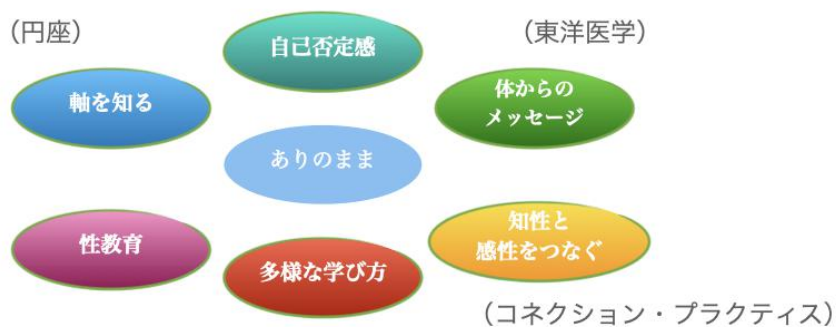 （円座）
自己否定感
（東洋医学）
軸を知る
体からの
メッセージ
ありのまま
性教育
知性と
感性をつなぐ
多様な学び方
（コネクション・プラクティス）